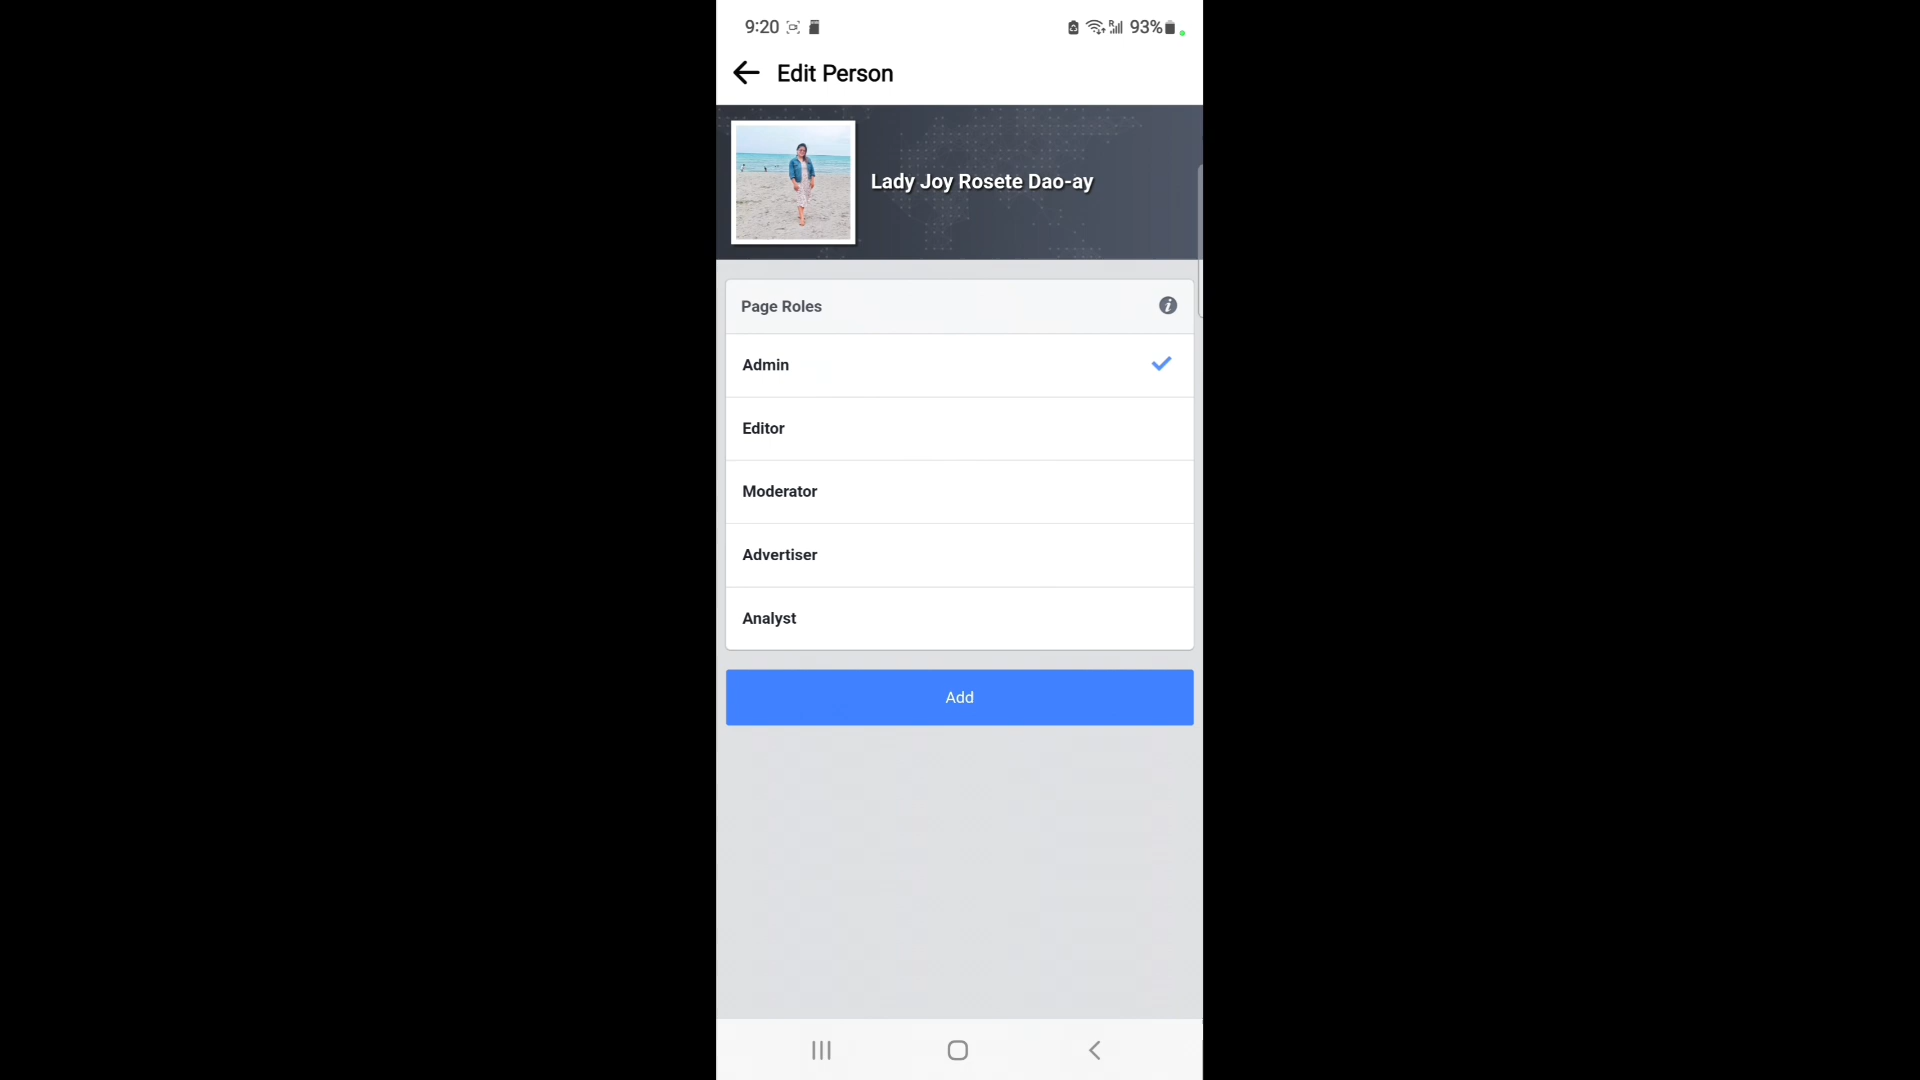 9:20
R
93%
Edit Person
Lady Joy Rosete Dao-ay
Page Roles
Admin
Editor
Moderator
Advertiser
Analyst
Add